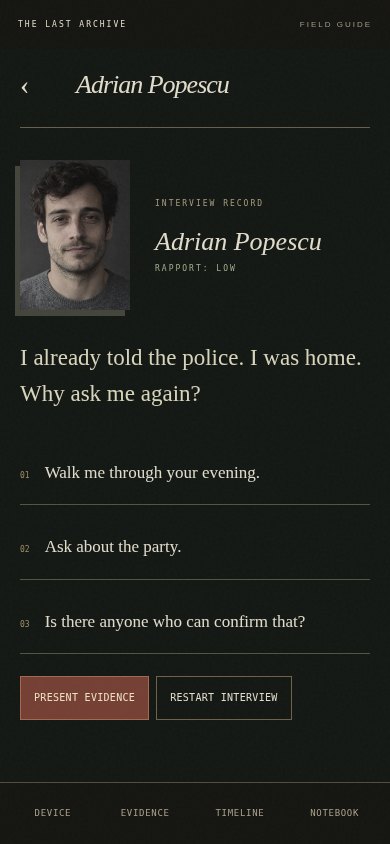 THE LAST ARCHIVE
FIELD GUIDE
‹ Adrian Popescu
INTERVIEW RECORD
Adrian Popescu
RAPPORT: LOW
I already told the police. I was home.
Why ask me again?
01 Walk me through your evening.
02 Ask about the party.
03 Is there anyone who can confirm that?
PRESENT EVIDENCE
RESTART INTERVIEW
DEVICE
EVIDENCE
TIMELINE
NOTEBOOK